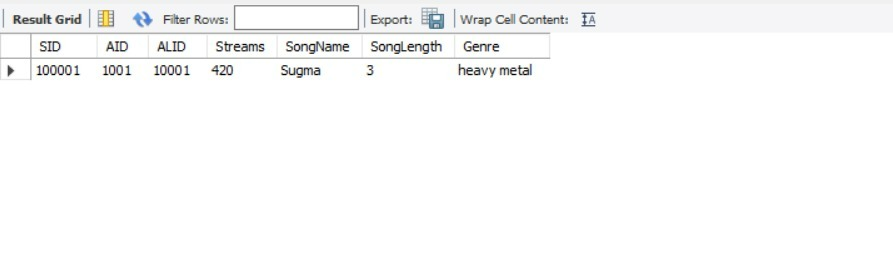 Result Grid Filter Rows: Export: Wrap Cell Content: IA
SID AID ALID Streams SongName SongLength Genre
100001 1001 10001 420 Sugma 3 heavy metal